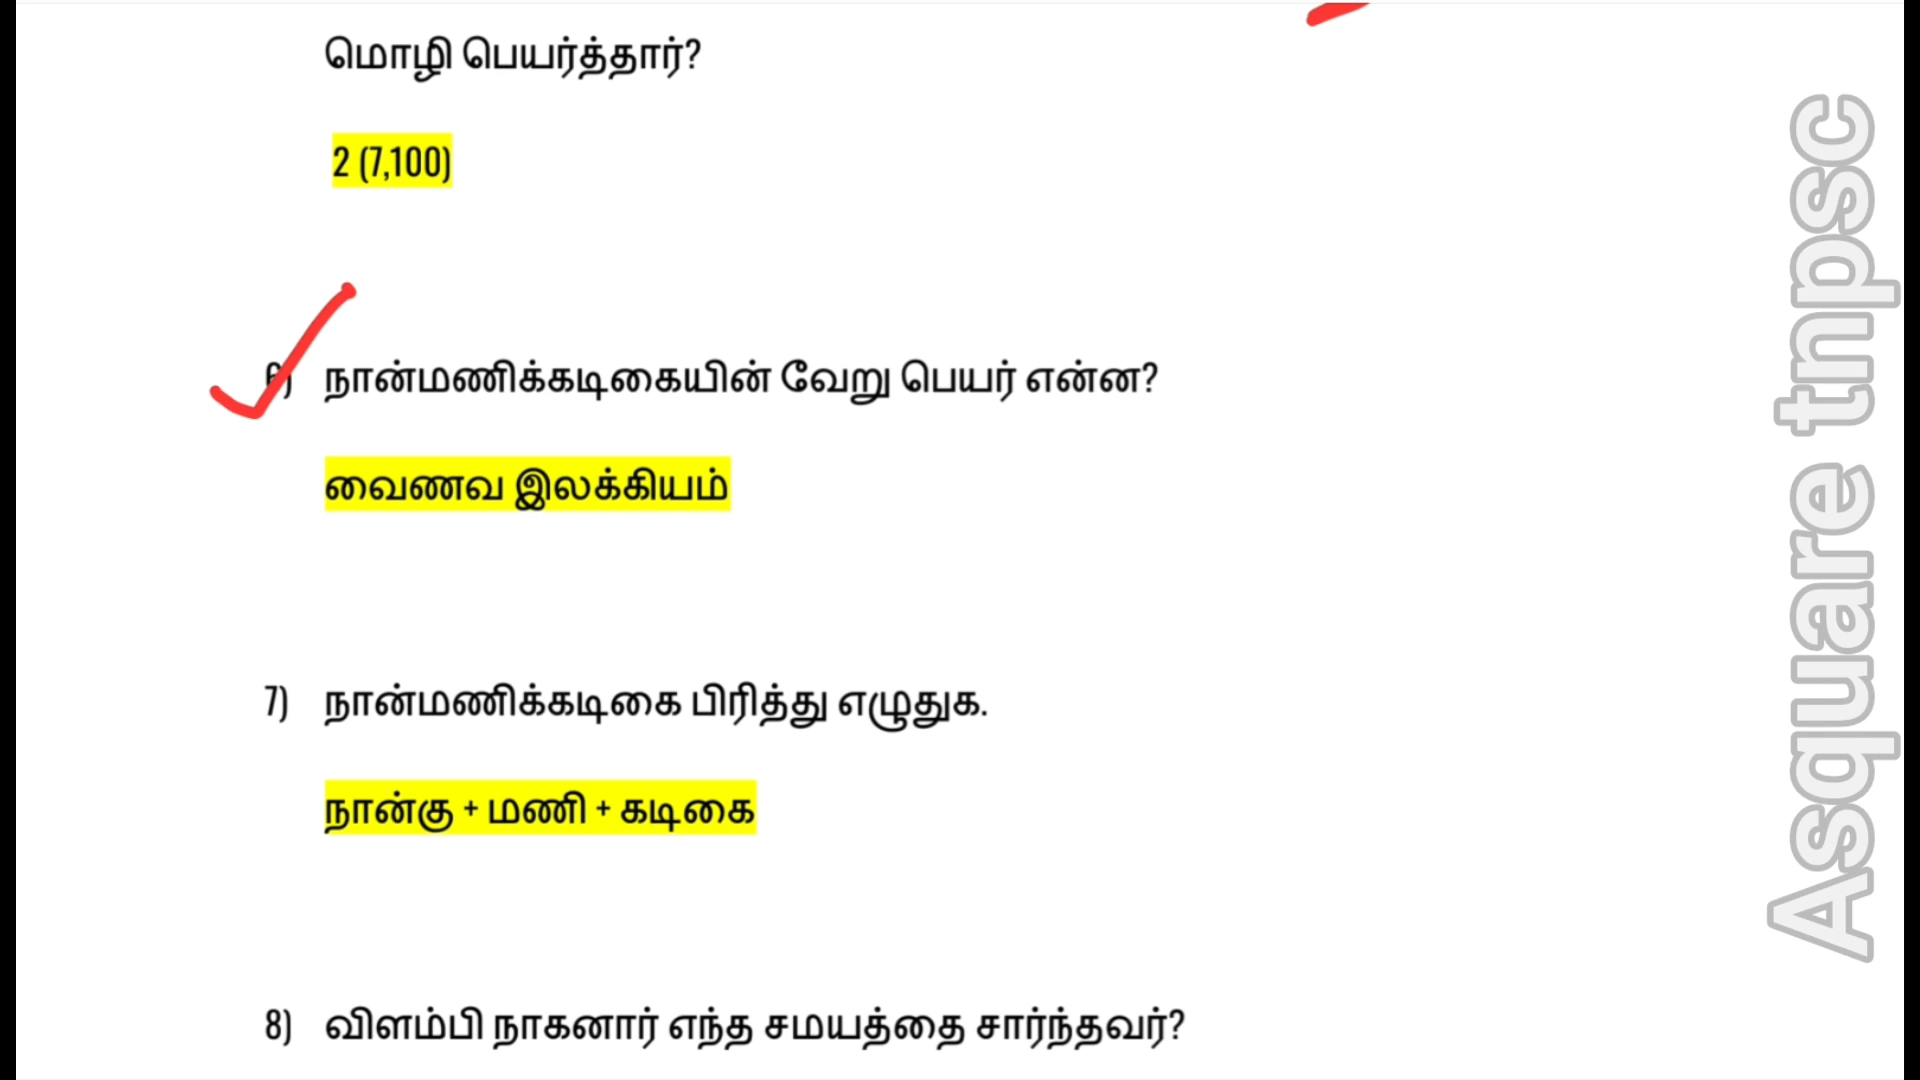 மொழி பெயர்த்தார்?
2 (7,100)
6) நான்மணிக்கடிகையின் வேறு பெயர் என்ன?
வைணவ இலக்கியம்
7) நான்மணிக்கடிகை பிரித்து எழுதுக.
நான்கு + மணி + கடிகை
8) விளம்பி நாகனார் எந்த சமயத்தை சார்ந்தவர்?
Asquare tnpsc